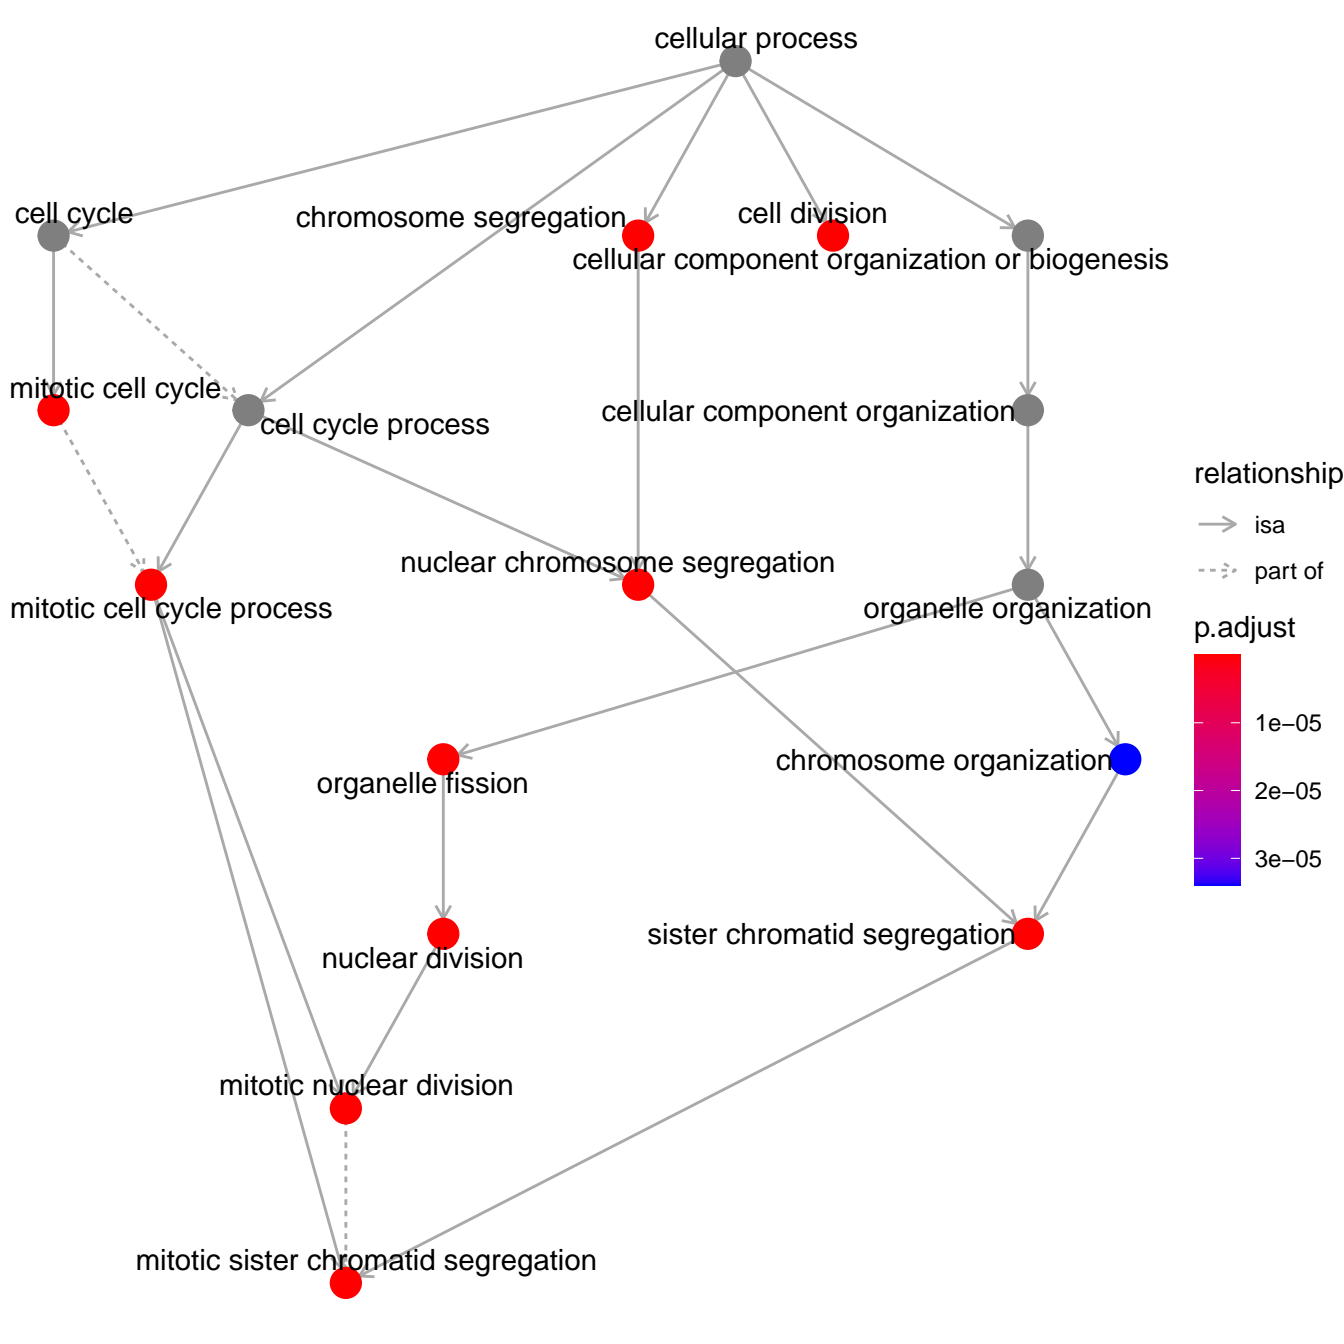 cellular process
cell cycle
chromosome segregation
cell division
cellular component organization or biogenesis
mitotic cell cycle
cell cycle process
cellular component organization
relationship
isa
nuclear chromosome segregation
part of
mitotic cell cycle process
organelle organization
p.adjust
1e−05
chromosome organization
organelle fission
2e−05
3e−05
sister chromatid segregation
nuclear division
mitotic nuclear division
mitotic sister chromatid segregation